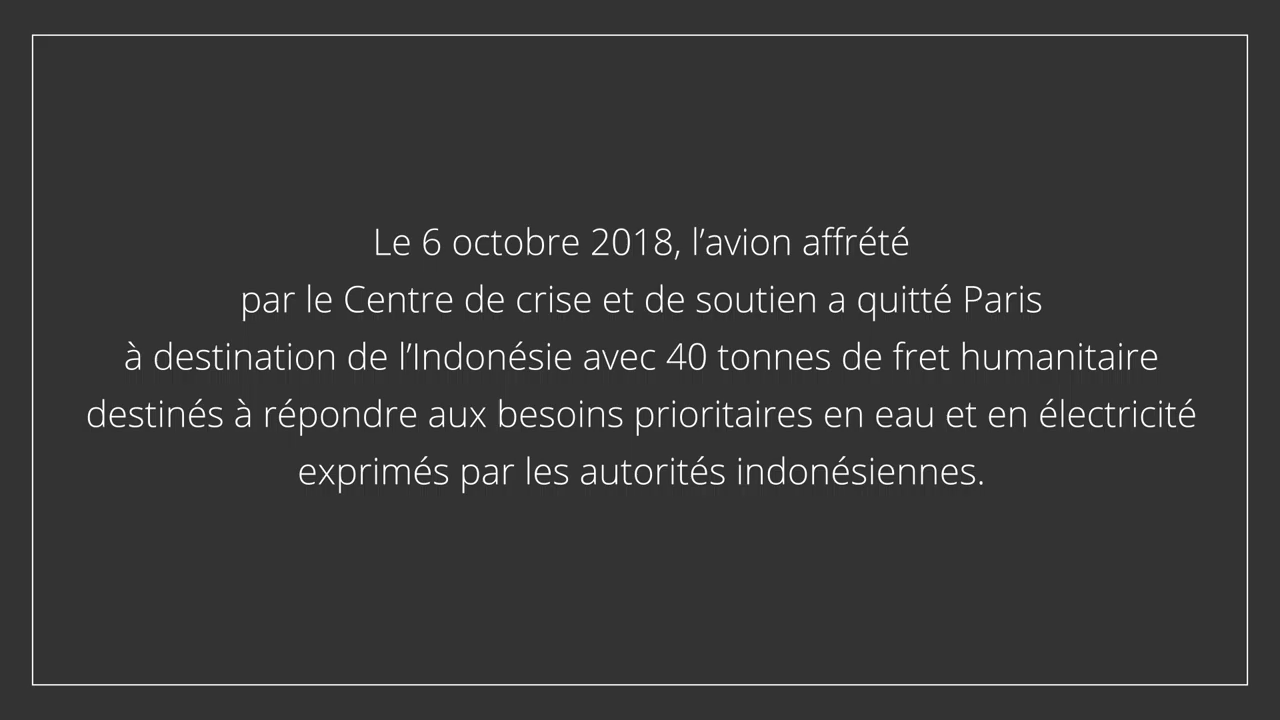 Le 6 octobre 2018, l’avion affrété
par le Centre de crise et de soutien a quitté Paris
à destination de l’Indonésie avec 40 tonnes de fret humanitaire
destinés à répondre aux besoins prioritaires en eau et en électricité
exprimés par les autorités indonésiennes.